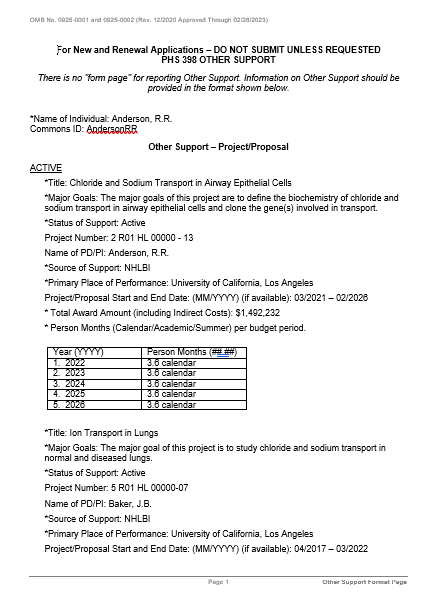 OMB No. 0925-0001 and 0925-0002 (Rev. 12/2020 Approved Through 02/28/2023)
For New and Renewal Applications – DO NOT SUBMIT UNLESS REQUESTED
PHS 398 OTHER SUPPORT
There is no "form page" for reporting Other Support. Information on Other Support should be
provided in the format shown below.
*Name of Individual: Anderson, R.R.
Commons ID: AndersonRR
Other Support – Project/Proposal
ACTIVE
*Title: Chloride and Sodium Transport in Airway Epithelial Cells
*Major Goals: The major goals of this project are to define the biochemistry of chloride and
sodium transport in airway epithelial cells and clone the gene(s) involved in transport.
*Status of Support: Active
Project Number: 2 R01 HL 00000 - 13
Name of PD/PI: Anderson, R.R.
*Source of Support: NHLBI
*Primary Place of Performance: University of California, Los Angeles
Project/Proposal Start and End Date: (MM/YYYY) (if available): 03/2021 – 02/2026
* Total Award Amount (including Indirect Costs): $1,492,232
* Person Months (Calendar/Academic/Summer) per budget period.
Year (YYYY) Person Months (##.##)
1. 2022 3.6 calendar
2. 2023 3.6 calendar
3. 2024 3.6 calendar
4. 2025 3.6 calendar
5. 2026 3.6 calendar
*Title: Ion Transport in Lungs
*Major Goals: The major goal of this project is to study chloride and sodium transport in
normal and diseased lungs.
*Status of Support: Active
Project Number: 5 R01 HL 00000-07
Name of PD/PI: Baker, J.B.
*Source of Support: NHLBI
*Primary Place of Performance: University of California, Los Angeles
Project/Proposal Start and End Date: (MM/YYYY) (if available): 04/2017 – 03/2022
Page 1 Other Support Format Page